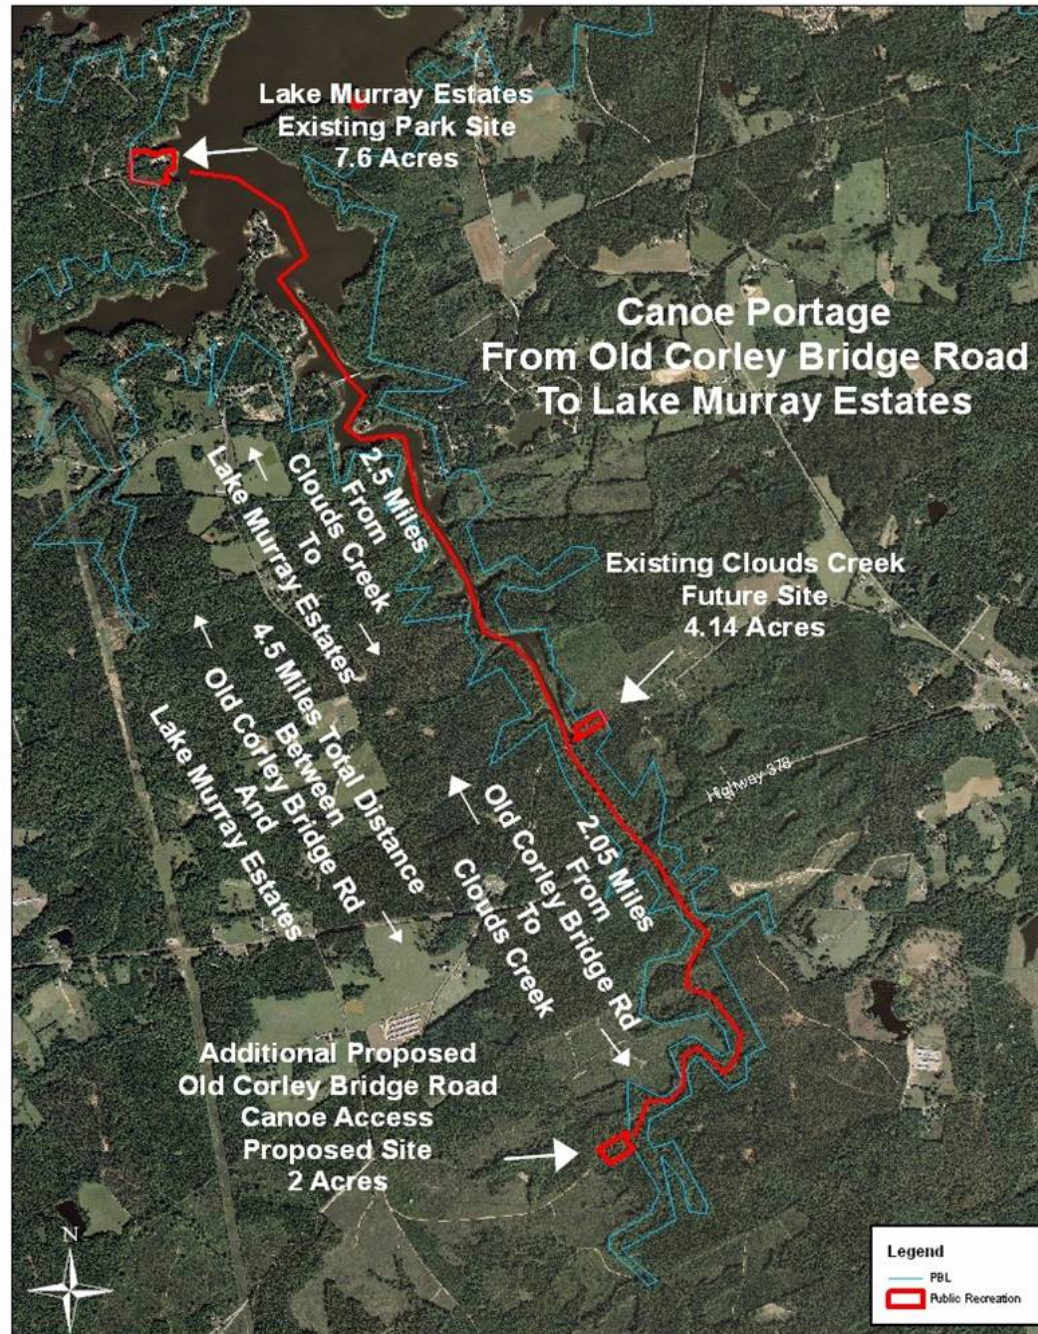 Lake Murray Estates
Existing Park Site
7.6 Acres
Canoe Portage
From Old Corley Bridge Road
To Lake Murray Estates
2.5 Miles
From
Clouds Creek
To
Lake Murray Estates
Existing Clouds Creek
Future Site
4.14 Acres
4.5 Miles Total Distance
Between
Old Corley Bridge Rd
And
Lake Murray Estates
Highway 378
2.05 Miles
From
Old Corley Bridge Rd
To
Clouds Creek
Additional Proposed
Old Corley Bridge Road
Canoe Access
Proposed Site
2 Acres
N
Legend
PBL
Public Recreation